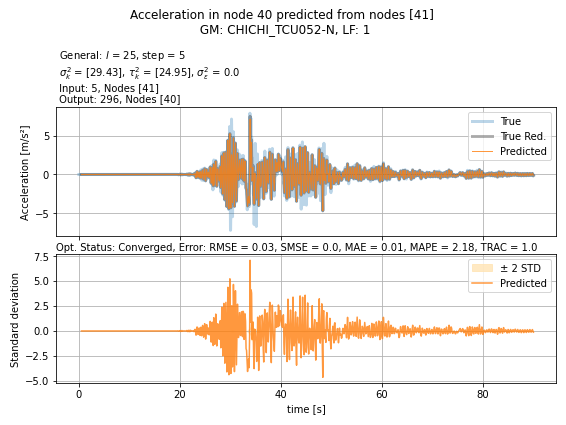 Acceleration in node 40 predicted from nodes [41]
GM: CHICHI_TCU052-N, LF: 1
General: l = 25, step = 5
σ²ₖ = [29.43], τ²ₖ = [24.95], σ²ε = 0.0
Input: 5, Nodes [41]
Output: 296, Nodes [40]
Acceleration [m/s²]
5
0
−5
True
True Red.
Predicted
Opt. Status: Converged, Error: RMSE = 0.03, SMSE = 0.0, MAE = 0.01, MAPE = 2.18, TRAC = 1.0
Standard deviation
7.5
5.0
2.5
0.0
−2.5
−5.0
± 2 STD
Predicted
0 20 40 60 80
time [s]